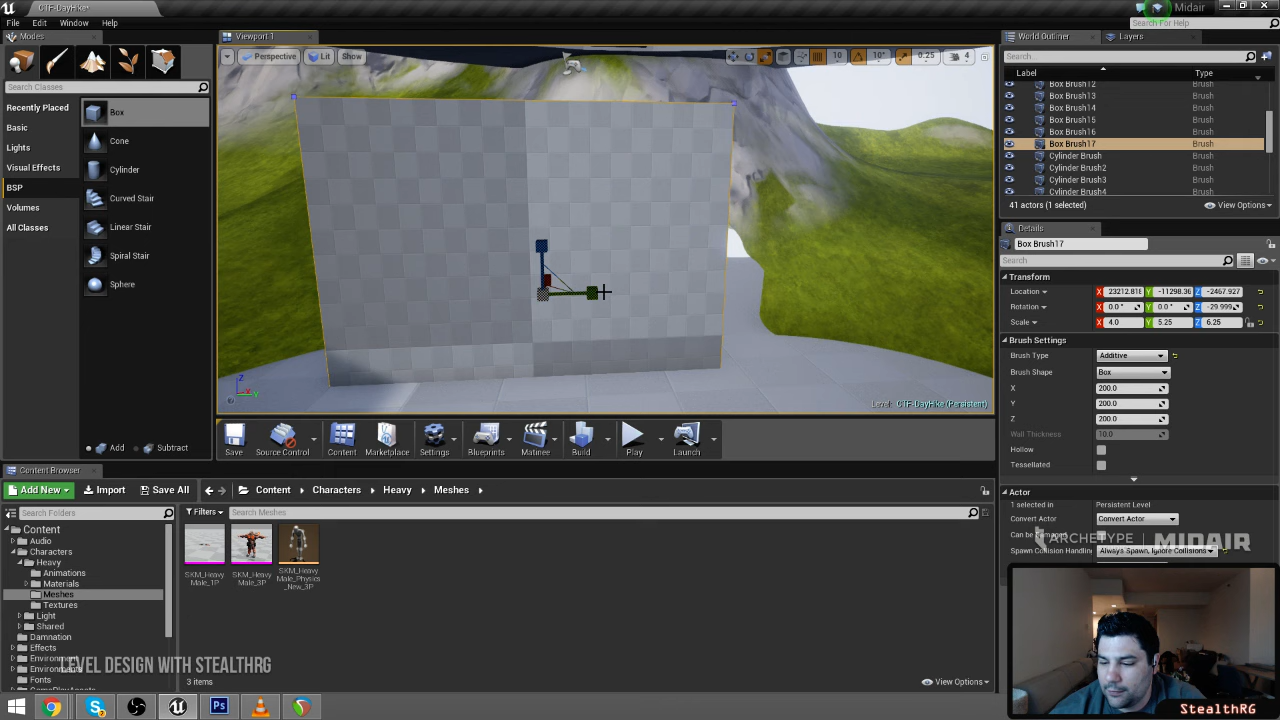 CTF-DayHike*
Midair
File Edit Window Help
Search For Help
Modes
Viewport 1
World Outliner
Layers
Perspective Lit Show
10 10° 0.25 4
Search...
Label Type
Search Classes
Recently Placed
Basic
Lights
Visual Effects
BSP
Volumes
All Classes
Box
Cone
Cylinder
Curved Stair
Linear Stair
Spiral Stair
Sphere
Add Subtract
Box Brush12 Brush
Box Brush13 Brush
Box Brush14 Brush
Box Brush15 Brush
Box Brush16 Brush
Box Brush17 Brush
Cylinder Brush Brush
Cylinder Brush2 Brush
Cylinder Brush3 Brush
Cylinder Brush4 Brush
41 actors (1 selected) View Options
Details
Box Brush17
Search
Transform
Location X 23212.818 Y -11298.36 Z -2467.927
Rotation X 0.0° Y 0.0° Z -29.999
Scale X 4.0 Y 5.25 Z 6.25
Brush Settings
Brush Type Additive
Brush Shape Box
X 200.0
Y 200.0
Z 200.0
Wall Thickness 10.0
Hollow
Tessellated
Actor
1 selected in Persistent Level
Convert Actor Convert Actor
Can be Damaged
Spawn Collision Handling Always Spawn, Ignore Collisions
ARCHETYPE MIDAIR
Z
X
Y
Level: CTF-DayHike (Persistent)
Save Source Control Content Marketplace Settings Blueprints Matinee Build Play Launch
Content Browser
Add New Import Save All Content Characters Heavy Meshes
Search Folders
Filters Search Meshes
Content
Audio
Characters
Heavy
Animations
Materials
Meshes
Textures
Light
Shared
Damnation
Effects
Fonts
SKM_Heavy
Male_1P
SKM_Heavy
Male_3P
SKM_Heavy
Male_Physics
_New_3P
3 items View Options
LEVEL DESIGN WITH STEALTHRG
StealthRG